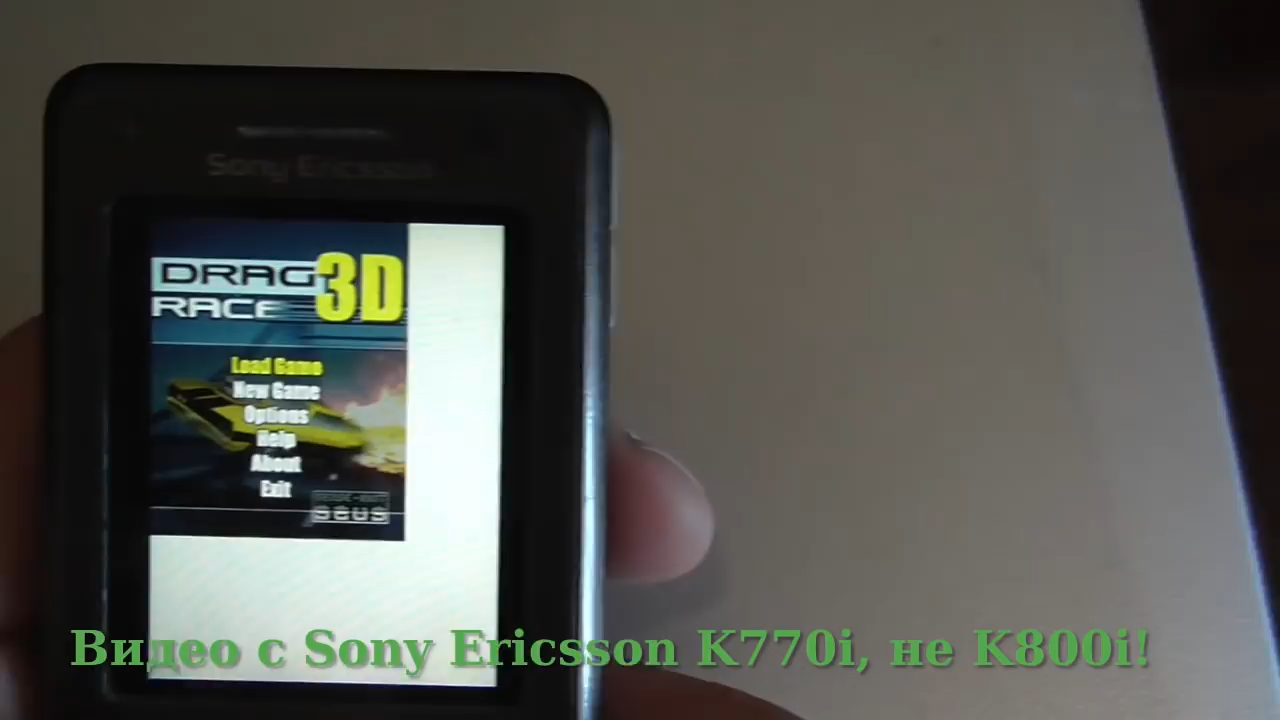 Sony Ericsson
DRAG
3D
RACE
Load Game
New Game
Options
Help
About
Exit
seus
Видео с Sony Ericsson K770i, не K800i!